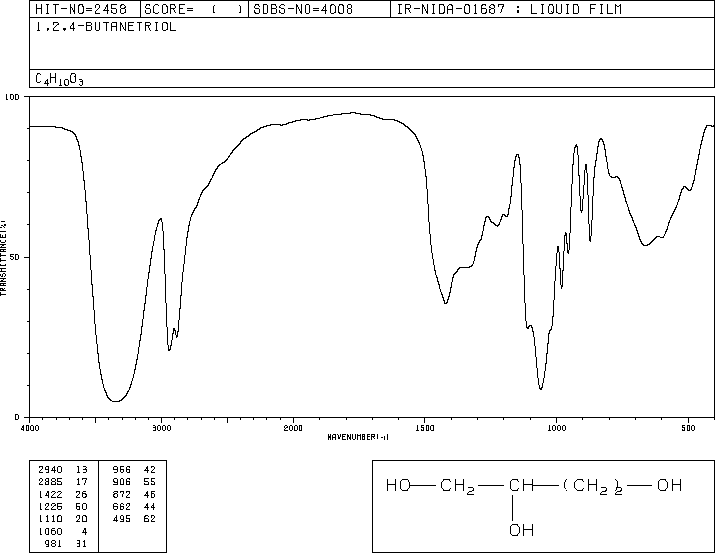 HIT-NO=2458 SCORE= ( ) SDBS-NO=4008 IR-NIDA-01687 : LIQUID FILM
1,2,4-BUTANETRIOL
C4H10O3
100
50
0
TRANSMITTANCE(%)
4000 3000 2000 1500 1000 500
WAVENUMBER(-1)
2940 13 956 42
2885 17 906 55
1422 26 872 46
1225 50 662 44
1110 20 495 62
1060 4
981 31
HO CH2 CH (CH2)2 OH
OH